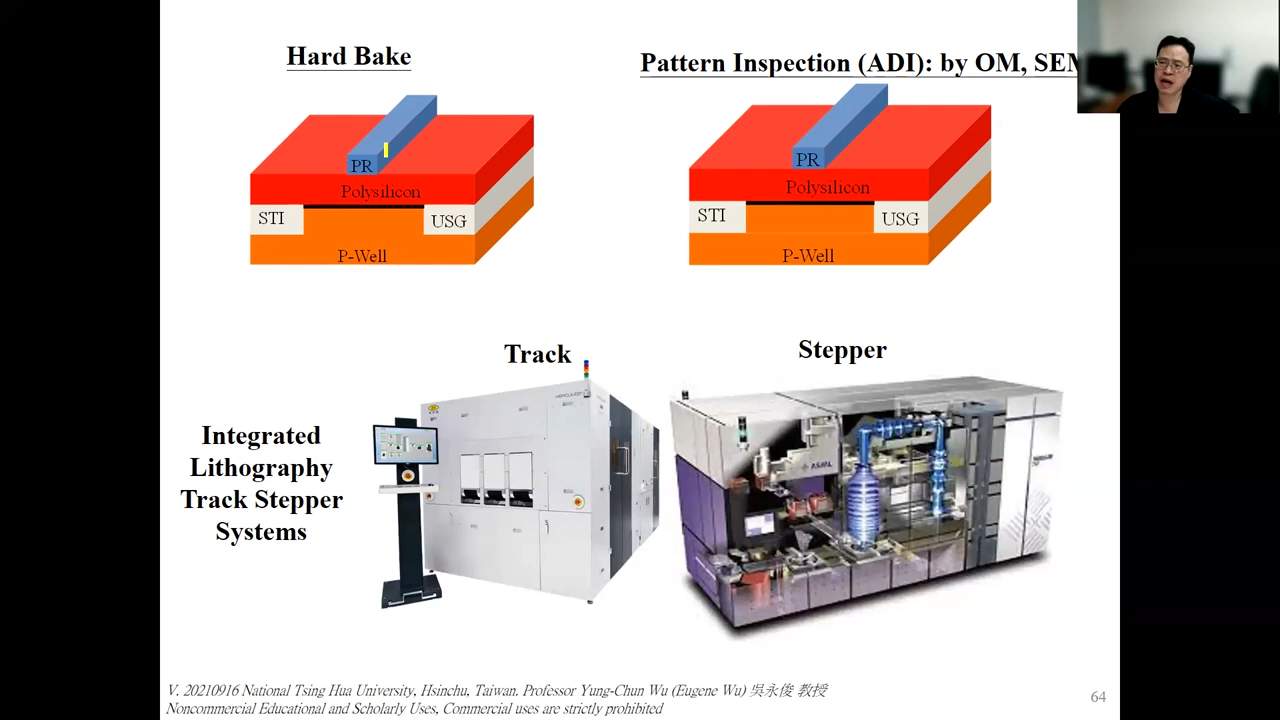 Hard Bake
Pattern Inspection (ADI): by OM, SEM
PR
Polysilicon
STI
USG
P-Well
PR
Polysilicon
STI
USG
P-Well
Track
Stepper
Integrated
Lithography
Track Stepper
Systems
ASML
V. 20210916 National Tsing Hua University, Hsinchu, Taiwan. Professor Yung-Chun Wu (Eugene Wu) 吳永俊 教授
Noncommercial Educational and Scholarly Uses, Commercial uses are strictly prohibited
64